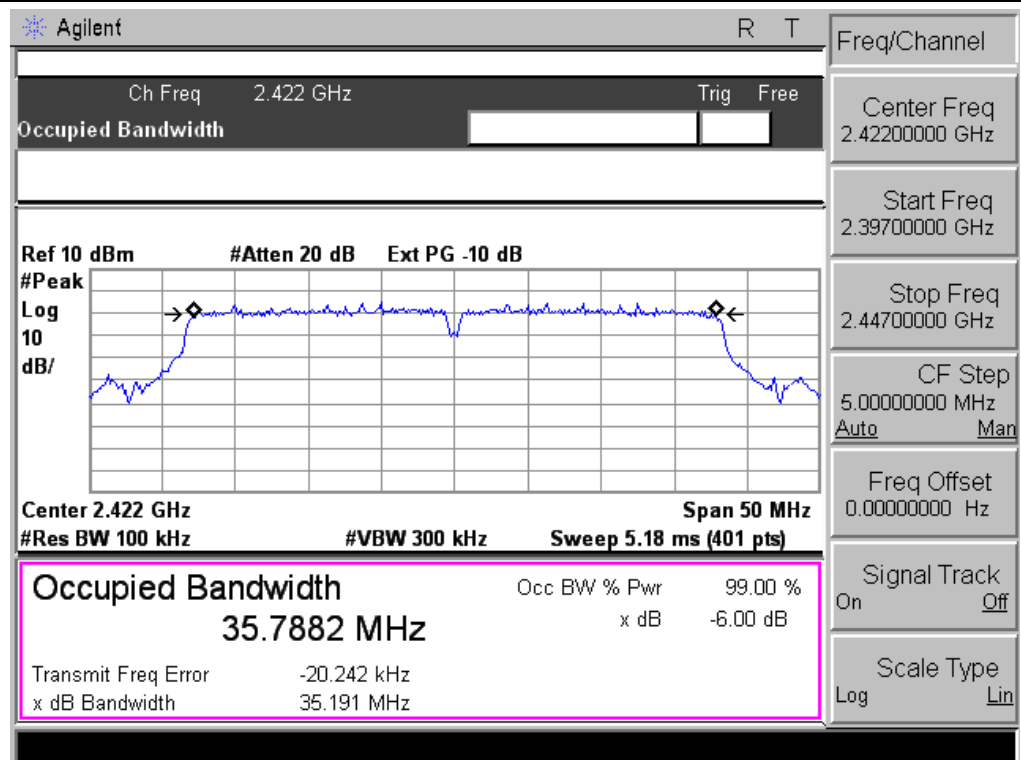 Agilent R T
Ch Freq 2.422 GHz Trig Free
Occupied Bandwidth
Ref 10 dBm #Atten 20 dB Ext PG -10 dB
#Peak
Log
10
dB/
Center 2.422 GHz Span 50 MHz
#Res BW 100 kHz #VBW 300 kHz Sweep 5.18 ms (401 pts)
Occupied Bandwidth Occ BW % Pwr 99.00 %
35.7882 MHz x dB -6.00 dB
Transmit Freq Error -20.242 kHz
x dB Bandwidth 35.191 MHz
Freq/Channel
Center Freq
2.42200000 GHz
Start Freq
2.39700000 GHz
Stop Freq
2.44700000 GHz
CF Step
5.00000000 MHz
Auto Man
Freq Offset
0.00000000 Hz
Signal Track
On Off
Scale Type
Log Lin